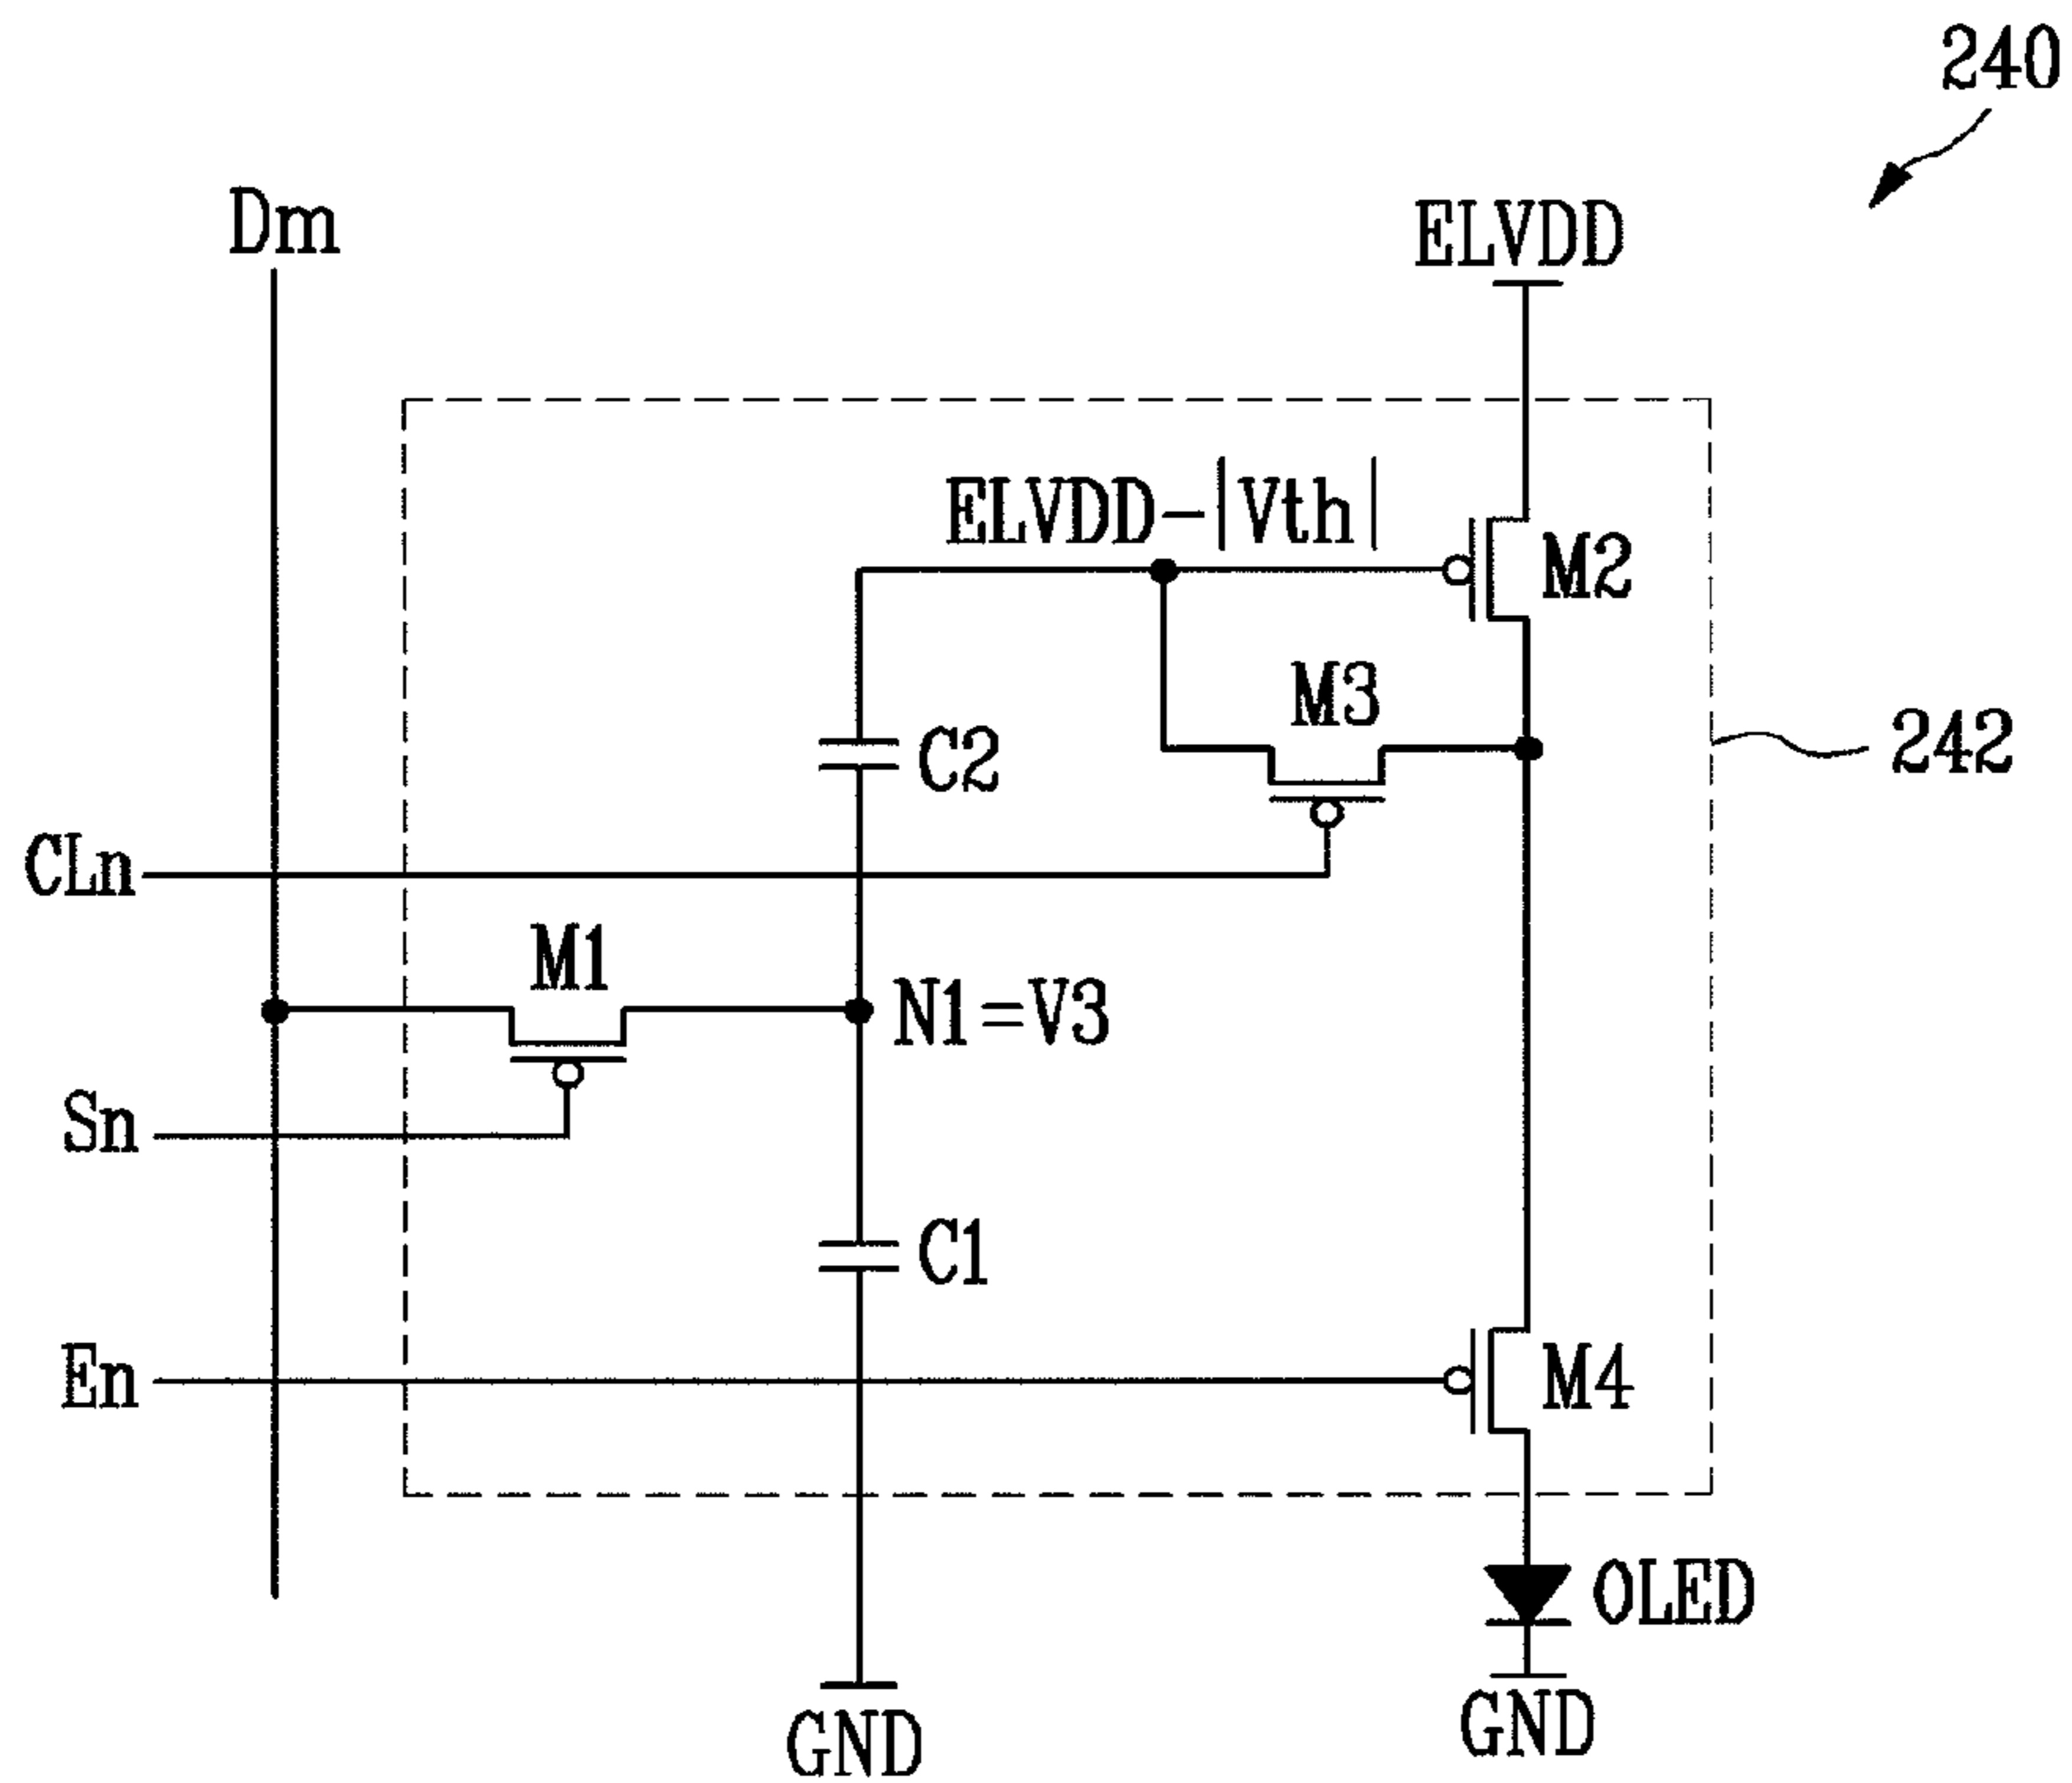 240
Dm
ELVDD
ELVDD-|Vth|
M2
M3
242
C2
CLn
M1
N1=V3
Sn
C1
En
M4
OLED
GND
GND